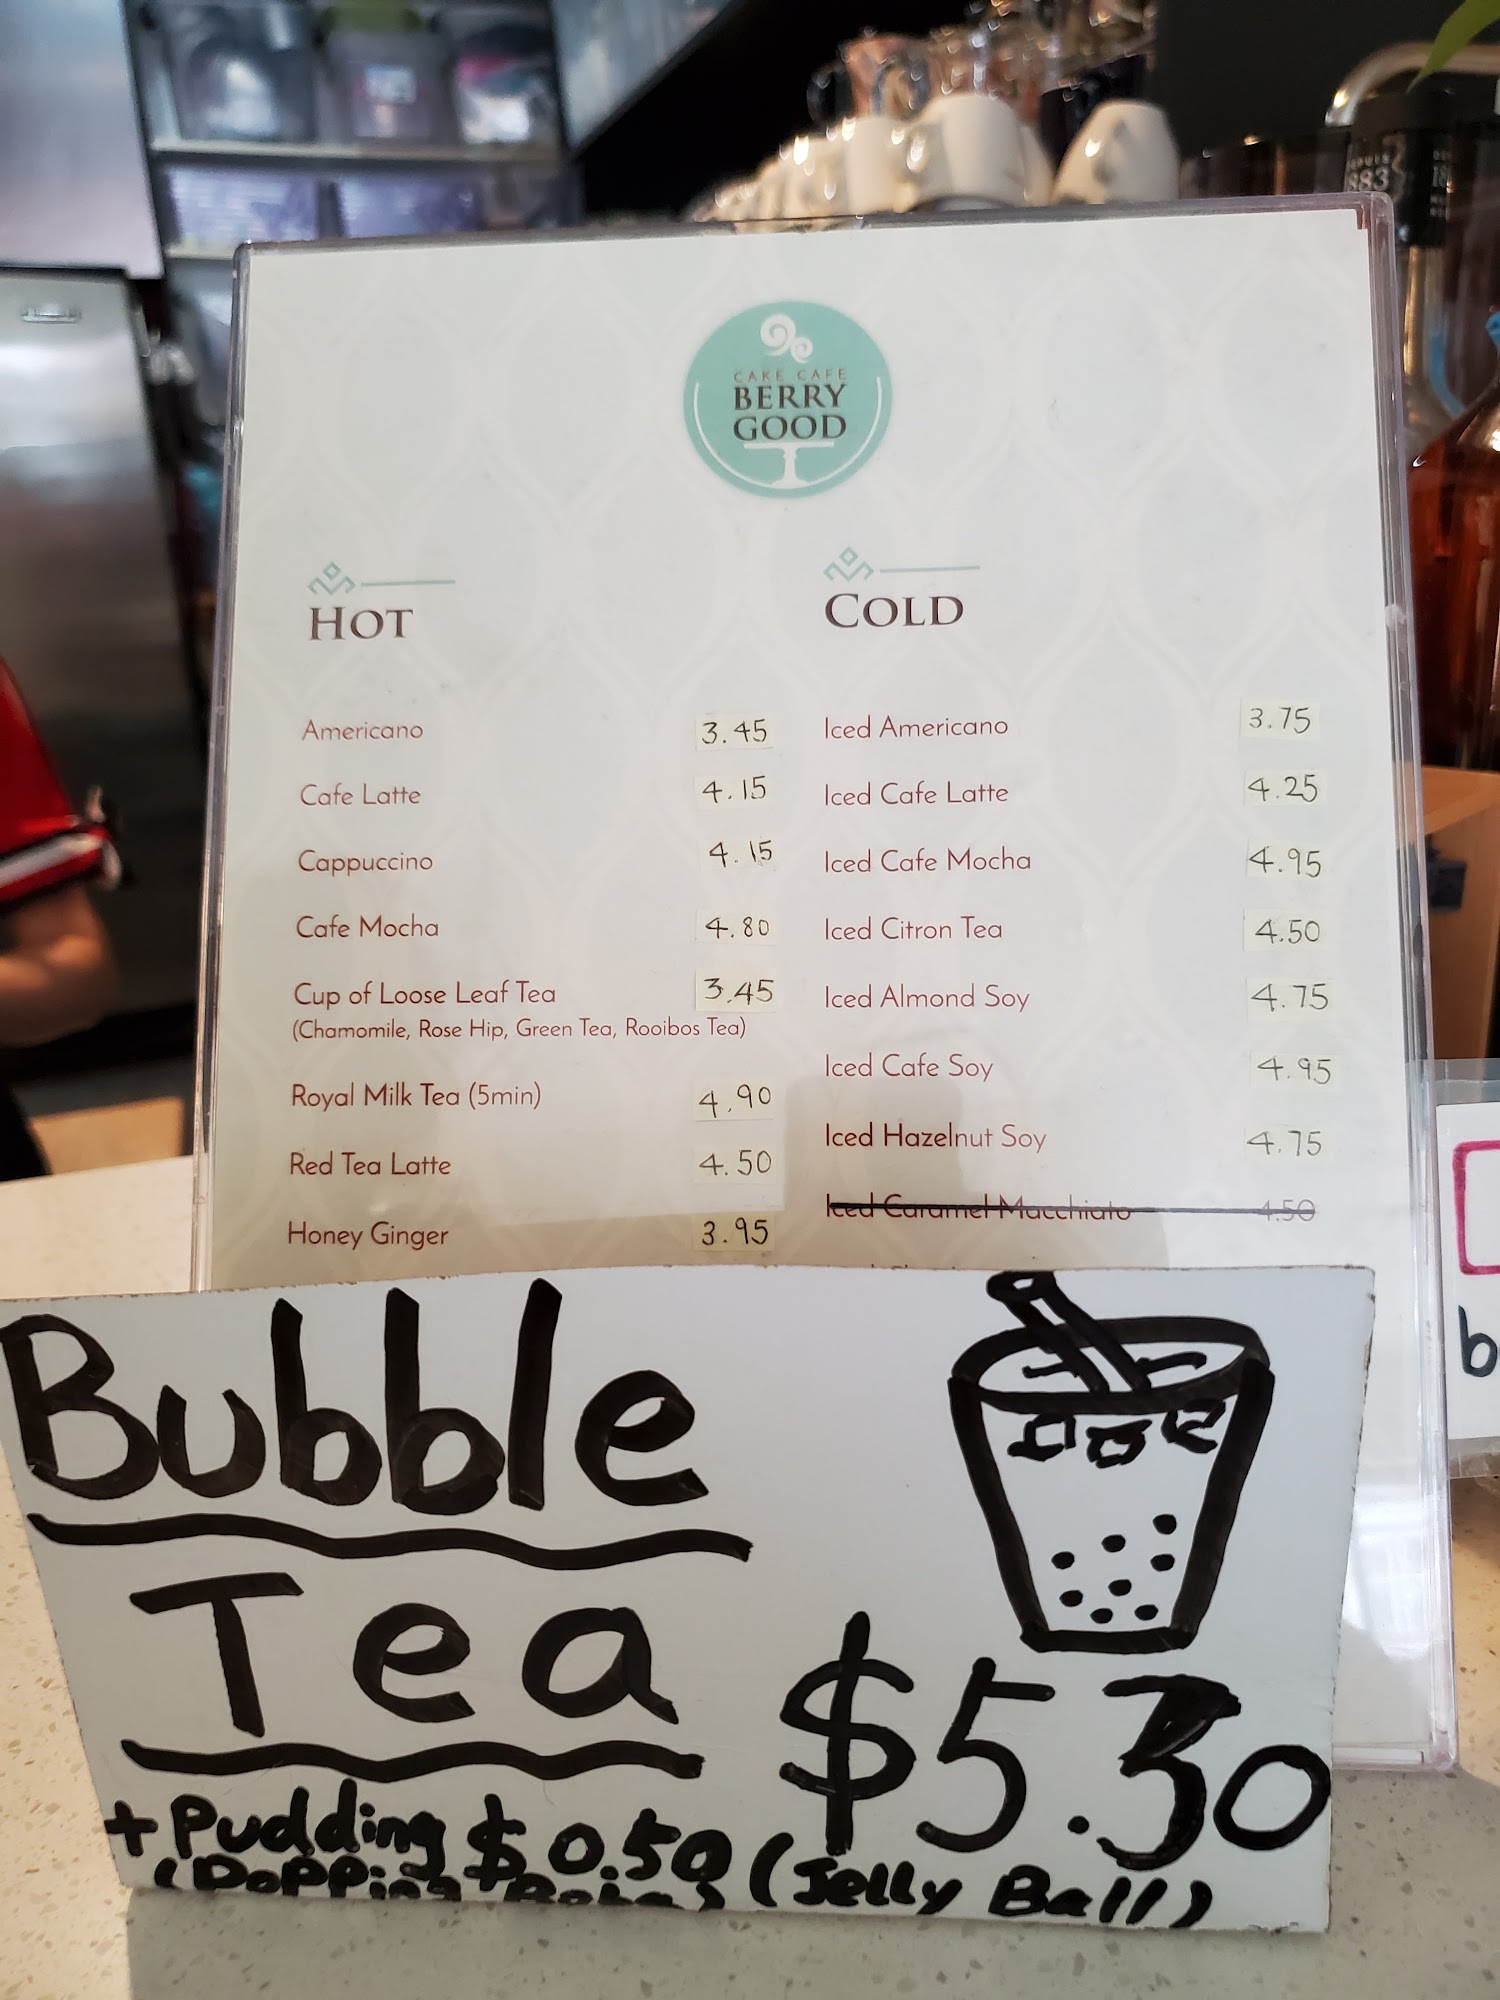 CAKE CAFE
BERRY
GOOD
HOT
Americano 3.45
Cafe Latte 4.15
Cappuccino 4.15
Cafe Mocha 4.80
Cup of Loose Leaf Tea 3.45
(Chamomile, Rose Hip, Green Tea, Rooibos Tea)
Royal Milk Tea (5min) 4.90
Red Tea Latte 4.50
Honey Ginger 3.95
COLD
Iced Americano 3.75
Iced Cafe Latte 4.25
Iced Cafe Mocha 4.95
Iced Citron Tea 4.50
Iced Almond Soy 4.75
Iced Cafe Soy 4.95
Iced Hazelnut Soy 4.75
Iced Caramel Macchiato 4.50
Bubble
Tea
$5.30
+ Pudding $0.50 (Jelly Ball)
883
b